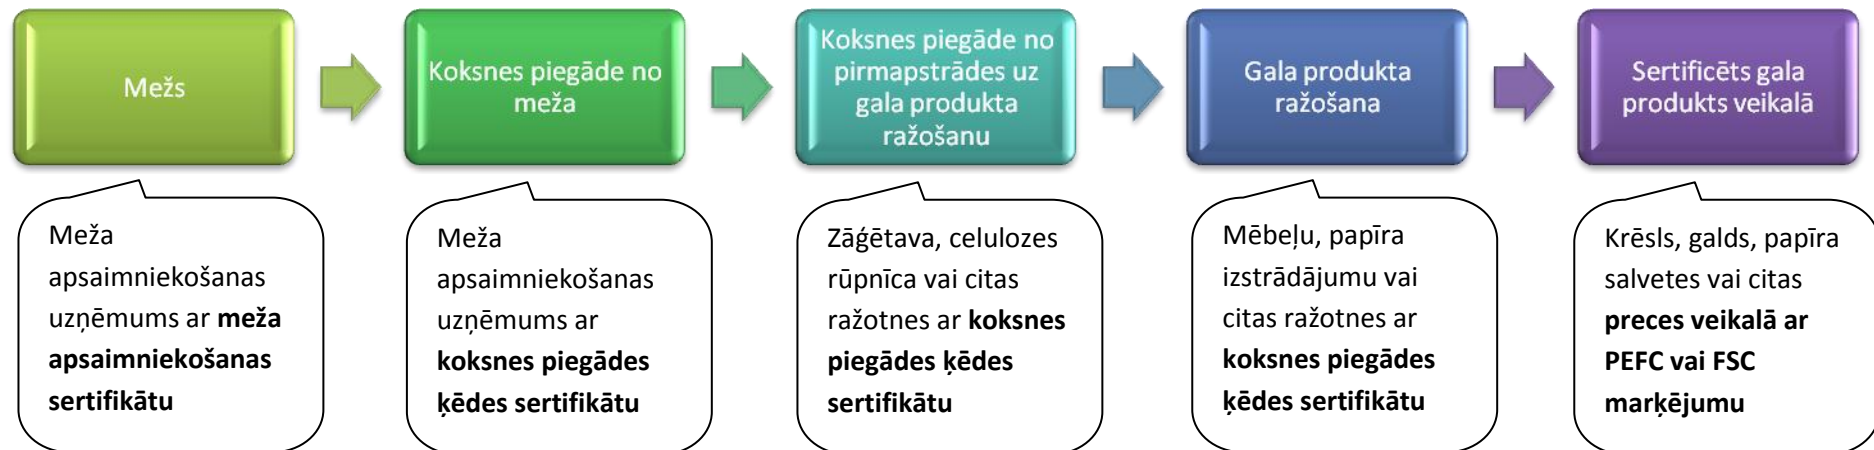 Mežs
Koksnes piegāde no
meža
Koksnes piegāde no
pirmapstrādes uz
gala produkta
ražošanu
Gala produkta
ražošana
Sertificēts gala
produkts veikalā
Meža
apsaimniekošanas
uzņēmums ar meža
apsaimniekošanas
sertifikātu
Meža
apsaimniekošanas
uzņēmums ar
koksnes piegādes
ķēdes sertifikātu
Zāģētava, celulozes
rūpnīca vai citas
ražotnes ar koksnes
piegādes ķēdes
sertifikātu
Mēbeļu, papīra
izstrādājumu vai
citas ražotnes ar
koksnes piegādes
ķēdes sertifikātu
Krēsls, galds, papīra
salvetes vai citas
preces veikalā ar
PEFC vai FSC
marķējumu